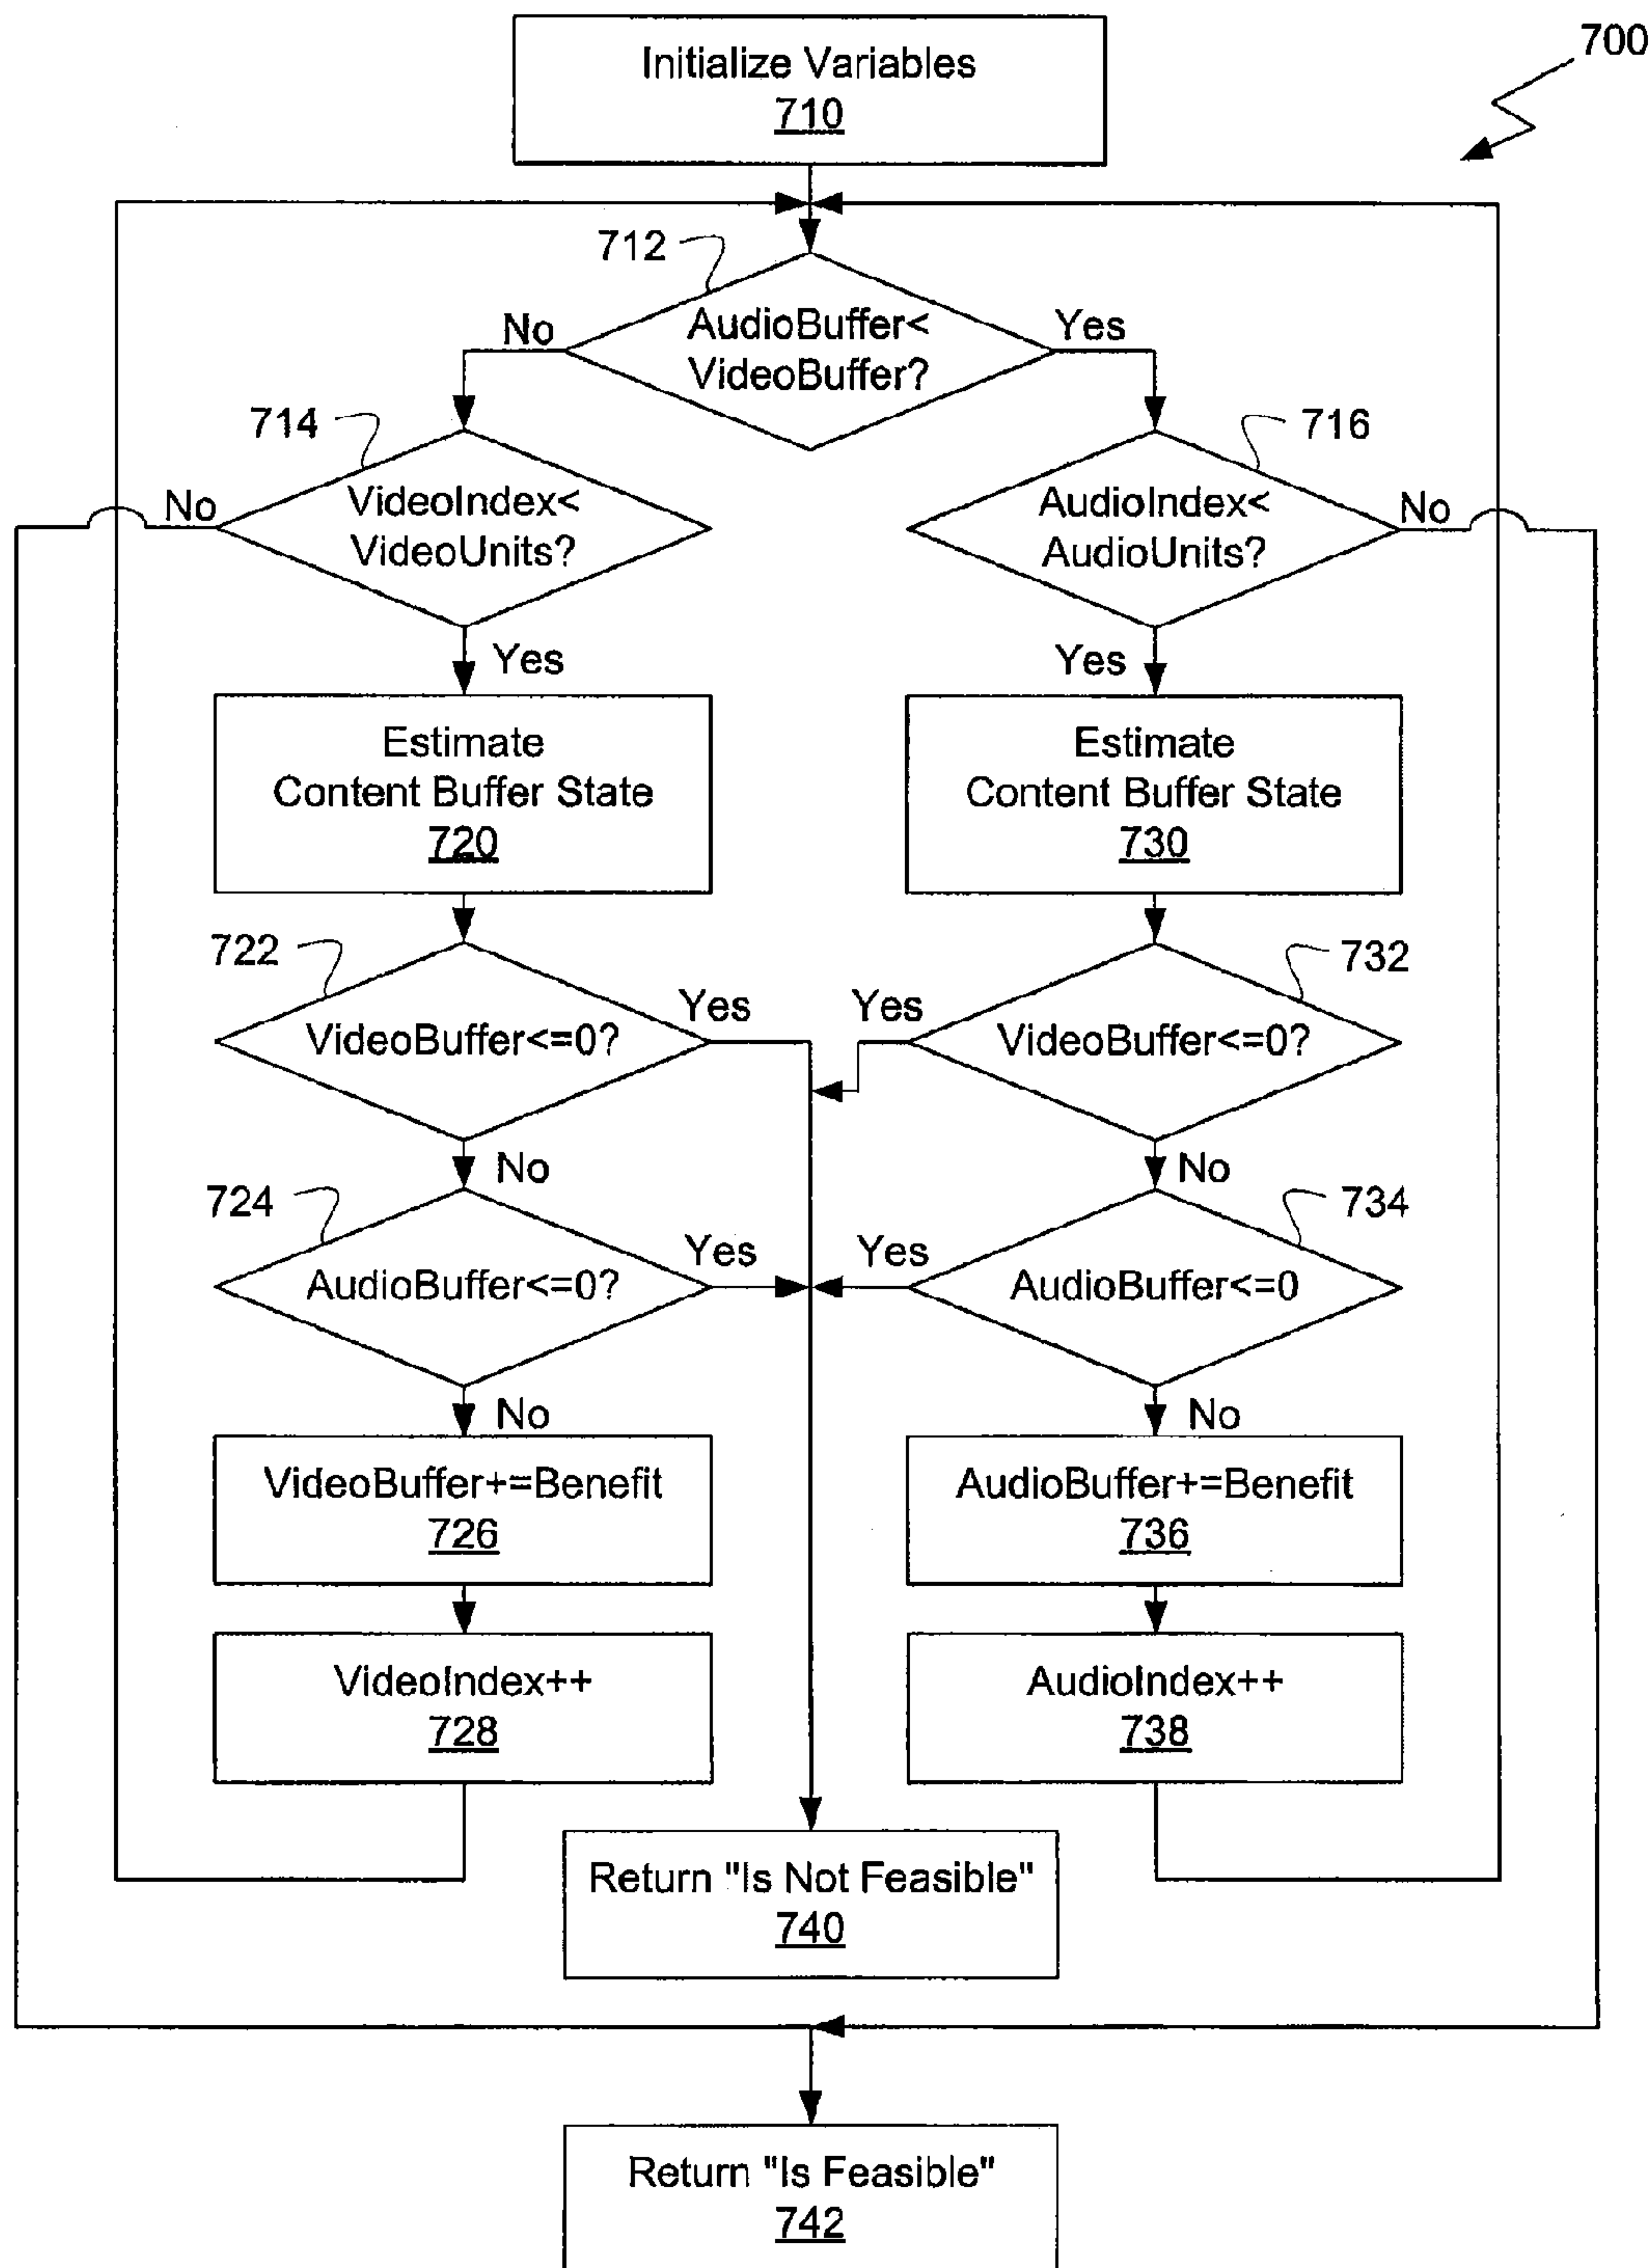 700
Initialize Variables
710
712
AudioBuffer<
VideoBuffer?
No
Yes
714
VideoIndex<
VideoUnits?
No
Yes
716
AudioIndex<
AudioUnits?
No
Yes
Estimate
Content Buffer State
720
Estimate
Content Buffer State
730
722
VideoBuffer<=0?
Yes
No
732
VideoBuffer<=0?
Yes
No
724
AudioBuffer<=0?
Yes
No
734
AudioBuffer<=0
Yes
No
VideoBuffer+=Benefit
726
AudioBuffer+=Benefit
736
VideoIndex++
728
AudioIndex++
738
Return "Is Not Feasible"
740
Return "Is Feasible"
742